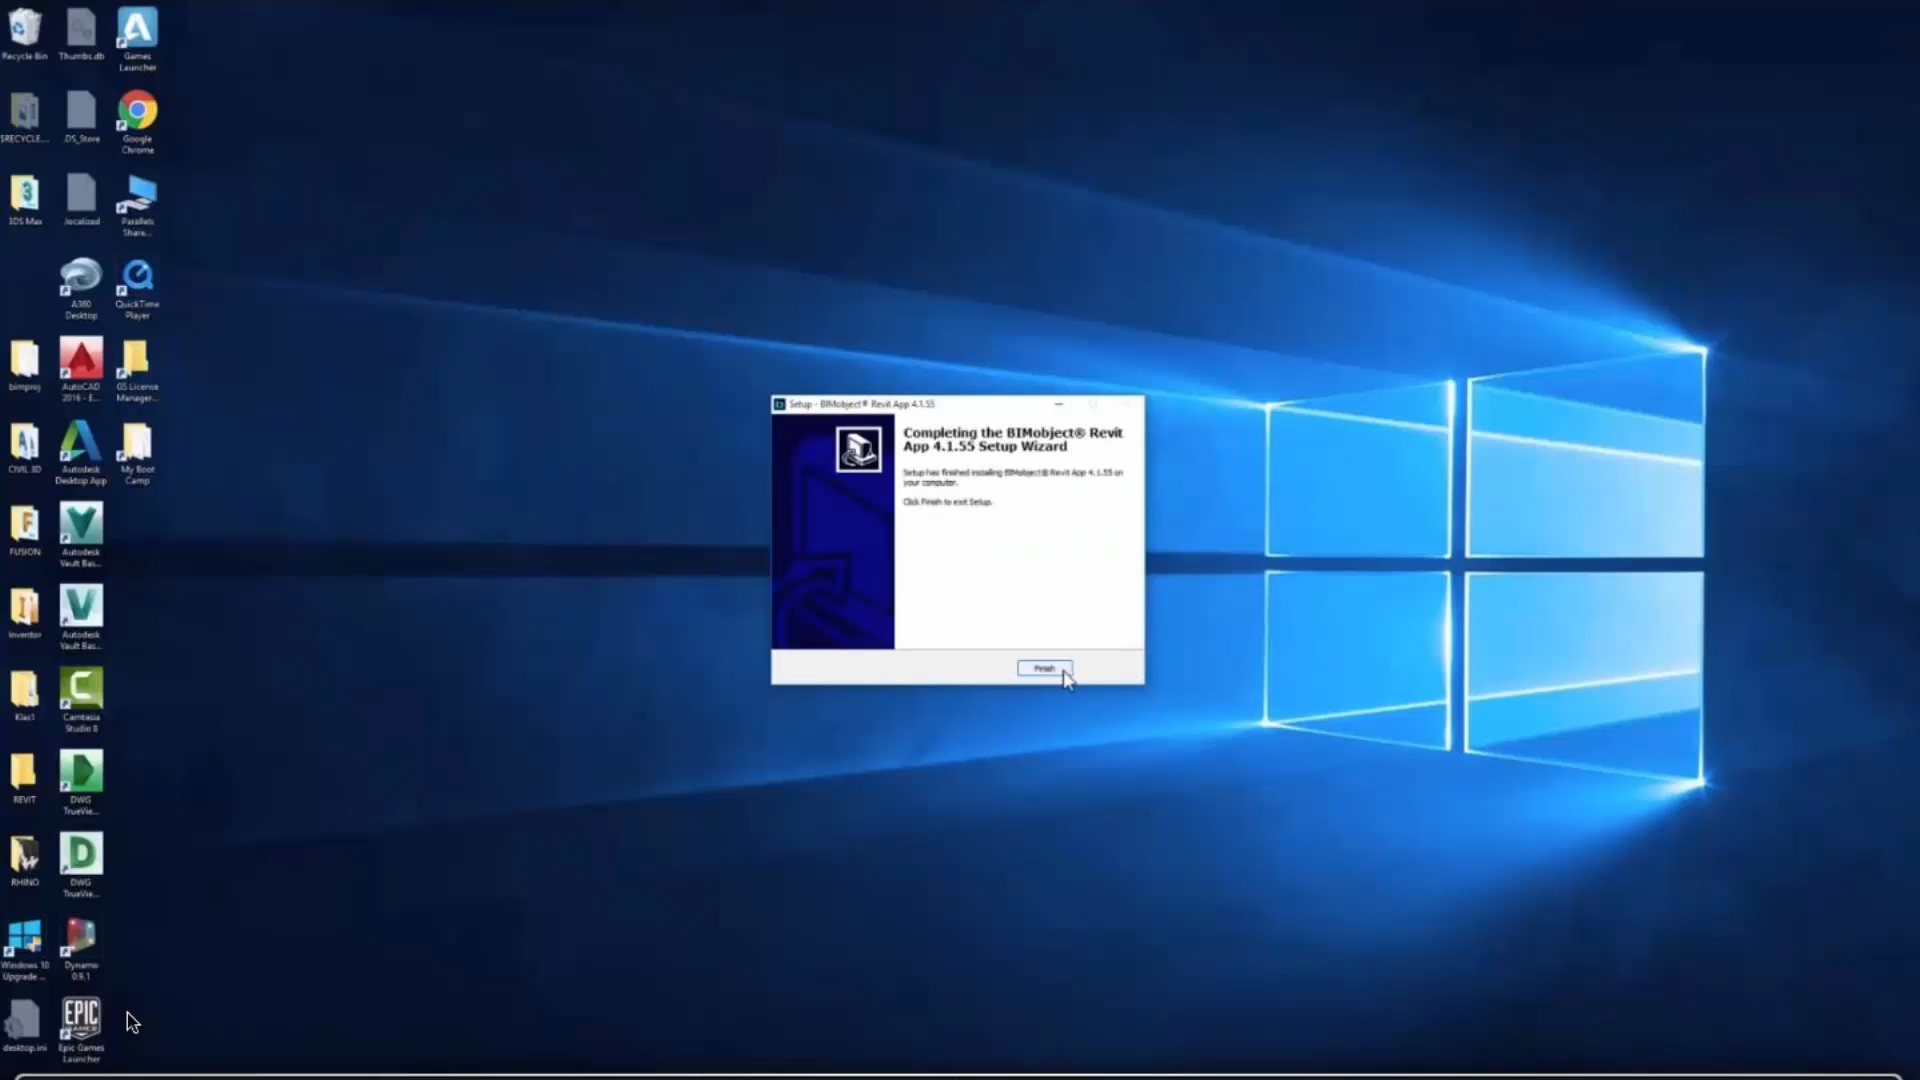 Recycle Bin
Thumbs.db
Games
Launcher
$RECYCLE...
.DS_Store
Google
Chrome
3DS Max
.localized
Parallels
Share...
A360
Desktop
QuickTime
Player
bimproj
AutoCAD
2016 - E...
GS License
Manager...
CIVIL 3D
Autodesk
Desktop App
My Boot
Camp
FUSION
Autodesk
Vault Bas...
Inventor
Autodesk
Vault Bas...
Klas1
Camtasia
Studio 8
REVIT
DWG
TrueVie...
RHINO
DWG
TrueVie...
Windows 10
Upgrade ...
Dynamo
0.9.1
desktop.ini
EPIC
GAMES
Epic Games
Launcher
Setup - BIMobject® Revit App 4.1.55
Completing the BIMobject® Revit
App 4.1.55 Setup Wizard
Setup has finished installing BIMobject® Revit App 4.1.55 on
your computer.
Click Finish to exit Setup.
Finish